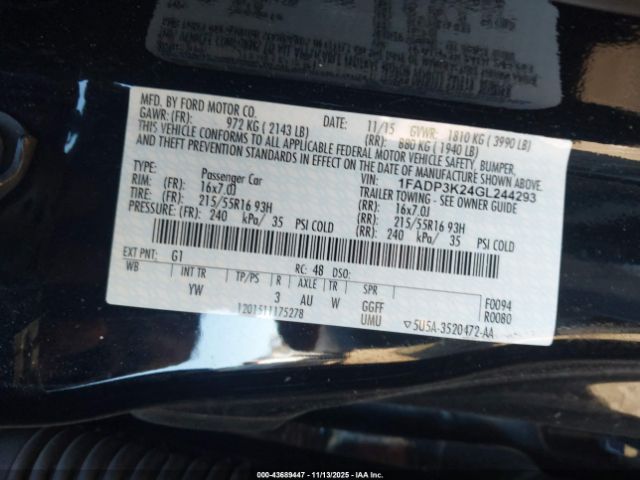 MFD. BY FORD MOTOR CO.
DATE: 11/15 GVWR: 1810 KG ( 3990 LB)
GAWR: (FR): 972 KG ( 2143 LB) (RR): 880 KG ( 1940 LB)
THIS VEHICLE CONFORMS TO ALL APPLICABLE FEDERAL MOTOR VEHICLE SAFETY, BUMPER,
AND THEFT PREVENTION STANDARDS IN EFFECT ON THE DATE OF MANUFACTURE SHOWN ABOVE.
VIN: 1FADP3K24GL244293
TYPE: Passenger Car TRAILER TOWING - SEE OWNER GUIDE
RIM: (FR): 16x7.0J (RR): 16x7.0J
TIRE: (FR): 215/55R16 93H (RR): 215/55R16 93H
PRESSURE: (FR): 240 kPa/ 35 PSI COLD (RR): 240 kPa/ 35 PSI COLD
EXT PNT: G1 RC: 48 DSO:
WB INT TR TP/PS R AXLE TR SPR
YW 3 AU W GGFF F0094
UMU R0080
1201511175278 ▽5U5A-3520472-AA
000-43689447 11/13/2025 IAA